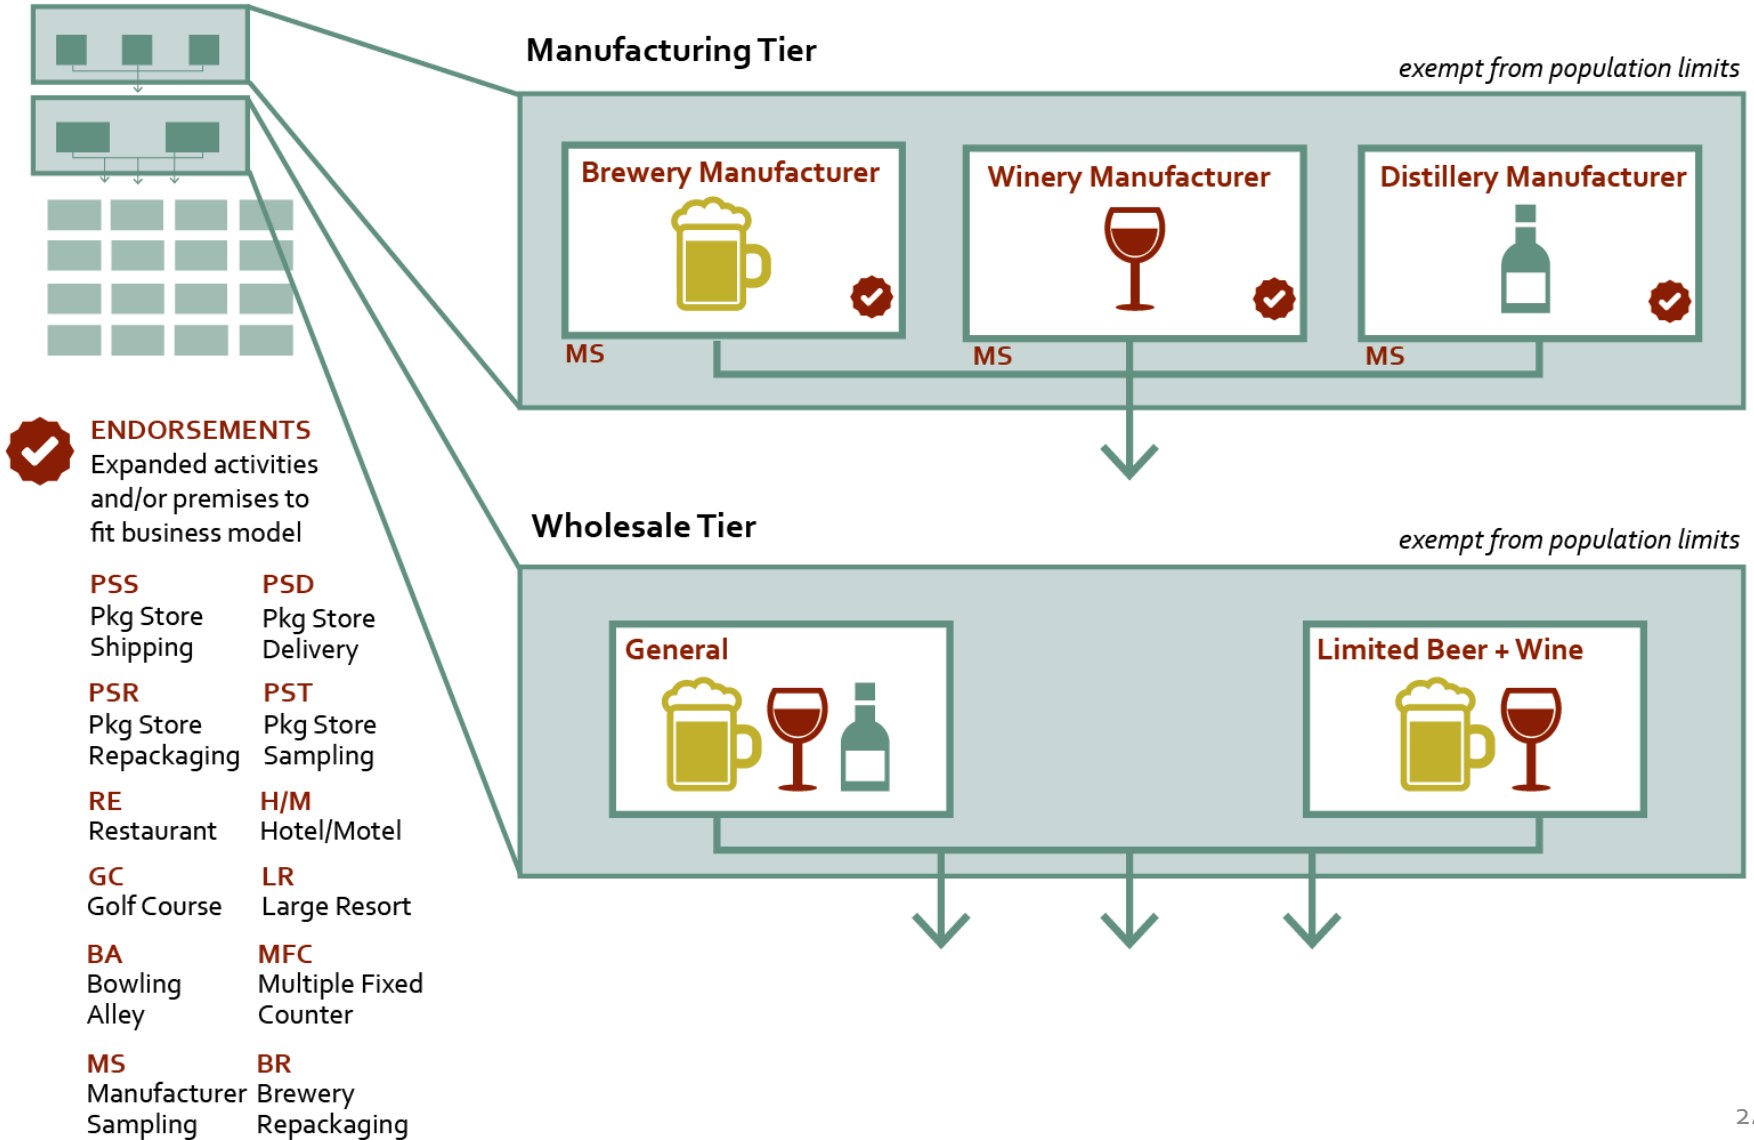 Manufacturing Tier
exempt from population limits
Brewery Manufacturer
Winery Manufacturer
Distillery Manufacturer
MS
MS
MS
Wholesale Tier
exempt from population limits
General
Limited Beer + Wine
ENDORSEMENTS
Expanded activities
and/or premises to
fit business model
PSS
Pkg Store
Shipping
PSD
Pkg Store
Delivery
PSR
Pkg Store
Repackaging
PST
Pkg Store
Sampling
RE
Restaurant
H/M
Hotel/Motel
GC
Golf Course
LR
Large Resort
BA
Bowling
Alley
MFC
Multiple Fixed
Counter
MS
Manufacturer
Sampling
BR
Brewery
Repackaging